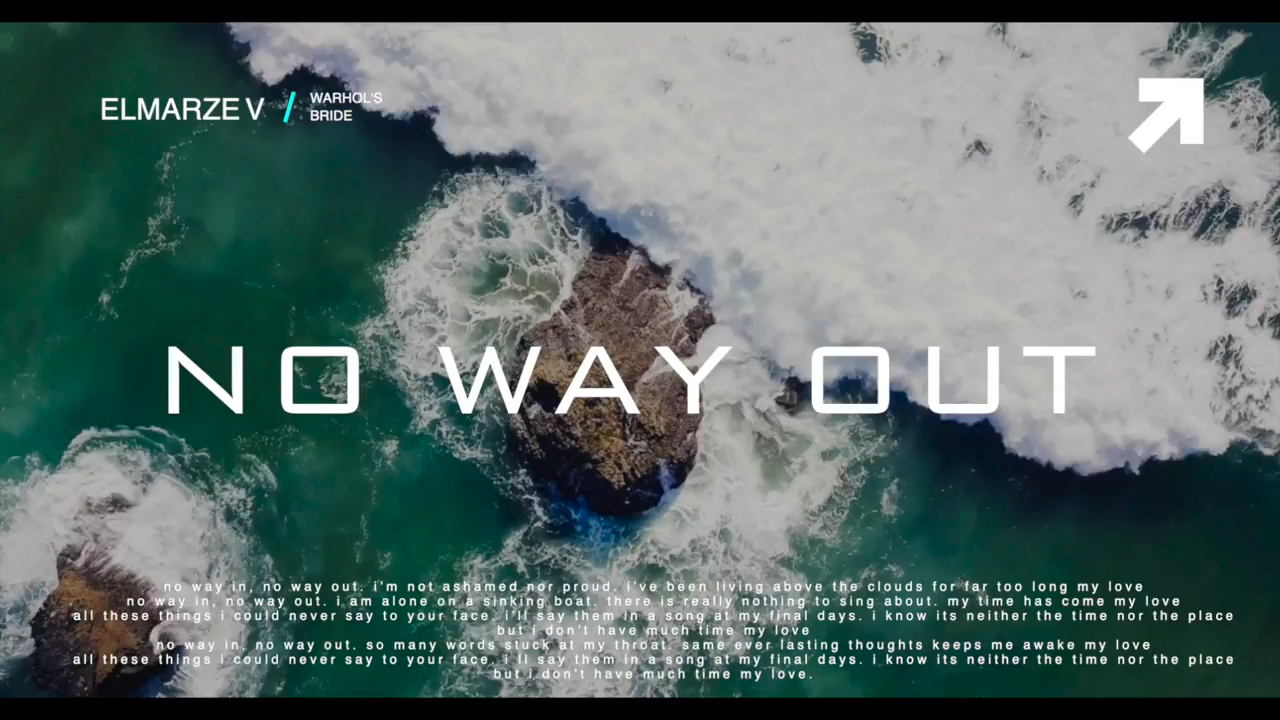 ELMARZE V / WARHOL'S
BRIDE
NO WAY OUT
no way in, no way out. i'm not ashamed nor proud. i've been living above the clouds for far too long my love
no way in, no way out. i am alone on a sinking boat. there is really nothing to sing about. my time has come my love
all these things i could never say to your face, i'll say them in a song at my final days. i know its neither the time nor the place
but i don't have much time my love
no way in, no way out. so many words stuck at my throat. same ever lasting thoughts keeps me awake my love
all these things i could never say to your face, i'll say them in a song at my final days. i know its neither the time nor the place
but i don't have much time my love.